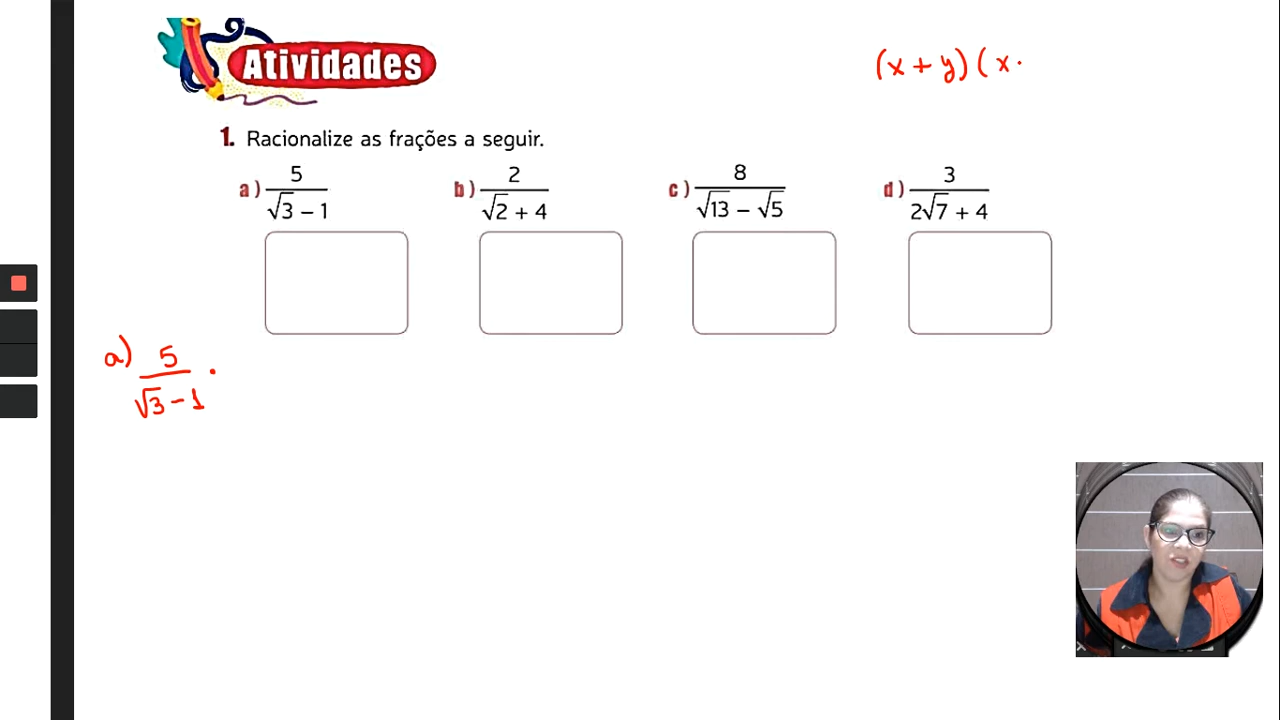 Atividades
(x + y) ( x ·
1. Racionalize as frações a seguir.
a) 5/(√3 – 1) b) 2/(√2 + 4) c) 8/(√13 – √5) d) 3/(2√7 + 4)
a) 5/(√3 – 1) ·